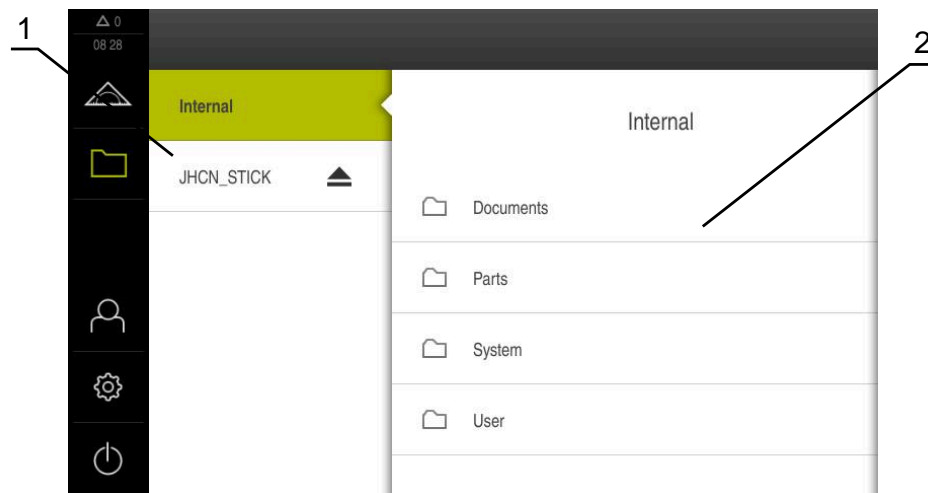 1
2
0
08 28
Internal
JHCN_STICK
Internal
Documents
Parts
System
User